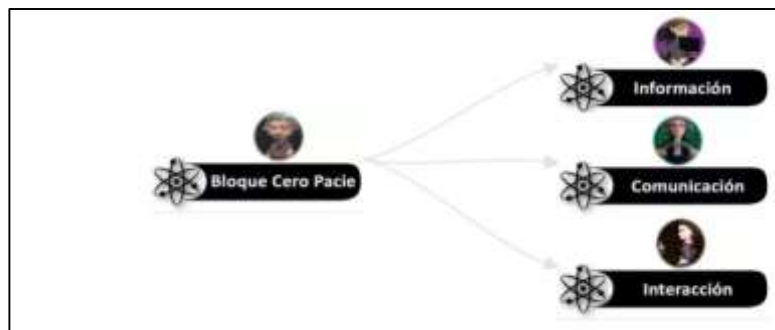 Información
Bloque Cero Pacie
Comunicación
Interacción